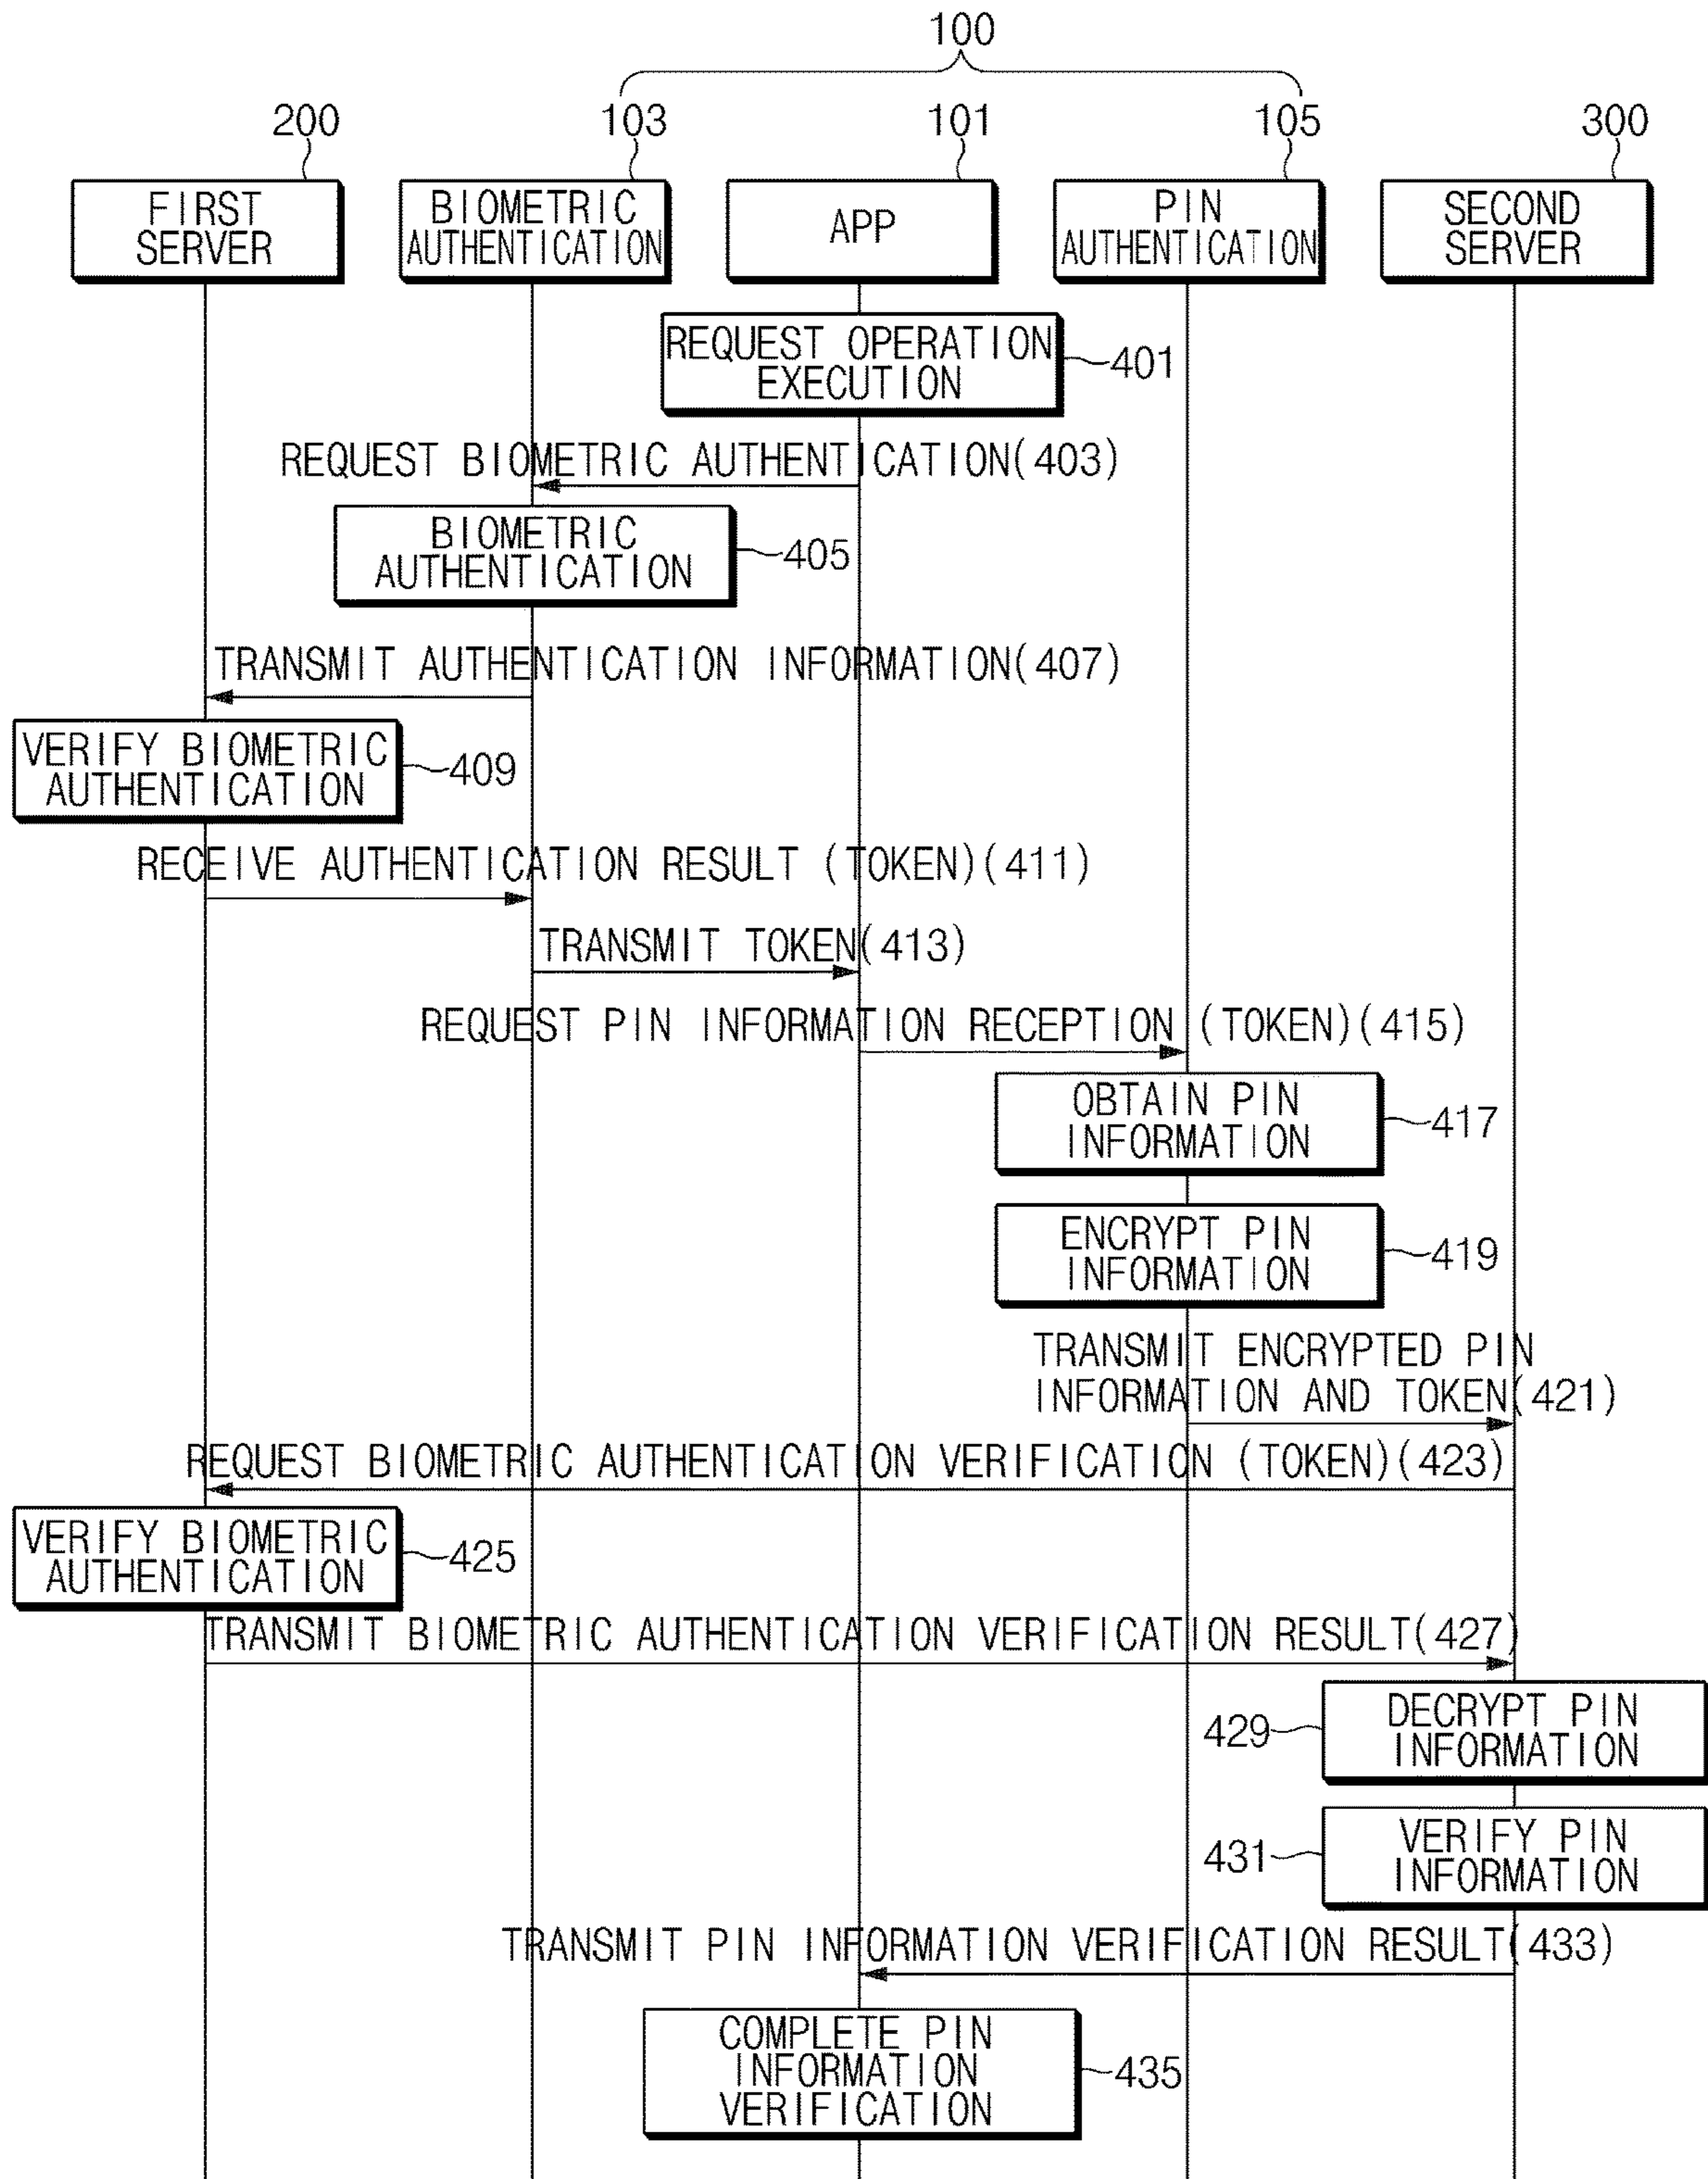 100
200
103
101
105
300
FIRST
SERVER
BIOMETRIC
AUTHENTICATION
APP
PIN
AUTHENTICATION
SECOND
SERVER
REQUEST OPERATION
EXECUTION
401
REQUEST BIOMETRIC AUTHENTICATION(403)
BIOMETRIC
AUTHENTICATION
405
TRANSMIT AUTHENTICATION INFORMATION(407)
VERIFY BIOMETRIC
AUTHENTICATION
409
RECEIVE AUTHENTICATION RESULT (TOKEN)(411)
TRANSMIT TOKEN(413)
REQUEST PIN INFORMATION RECEPTION (TOKEN)(415)
OBTAIN PIN
INFORMATION
417
ENCRYPT PIN
INFORMATION
419
TRANSMIT ENCRYPTED PIN
INFORMATION AND TOKEN(421)
REQUEST BIOMETRIC AUTHENTICATION VERIFICATION (TOKEN)(423)
VERIFY BIOMETRIC
AUTHENTICATION
425
TRANSMIT BIOMETRIC AUTHENTICATION VERIFICATION RESULT(427)
429
DECRYPT PIN
INFORMATION
431
VERIFY PIN
INFORMATION
TRANSMIT PIN INFORMATION VERIFICATION RESULT(433)
COMPLETE PIN
INFORMATION
VERIFICATION
435